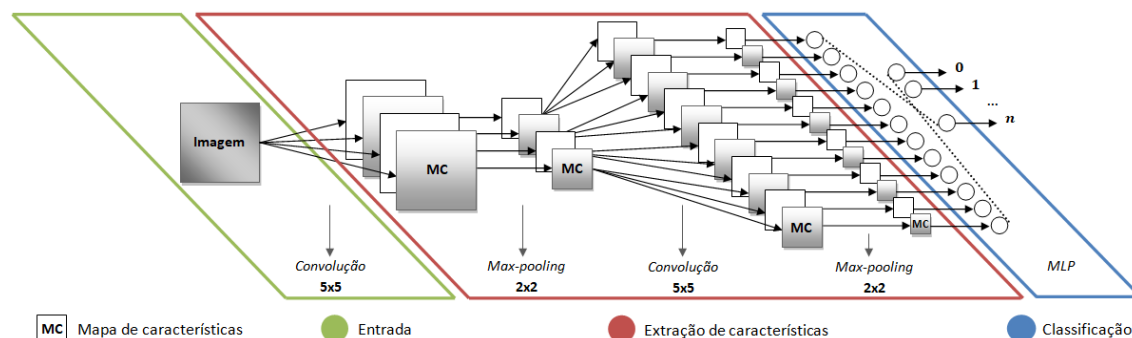 Imagem
MC
MC
MC
MC
0
1
...
n
Convolução
5x5
Max-pooling
2x2
Convolução
5x5
Max-pooling
2x2
MLP
MC Mapa de características
Entrada
Extração de características
Classificação